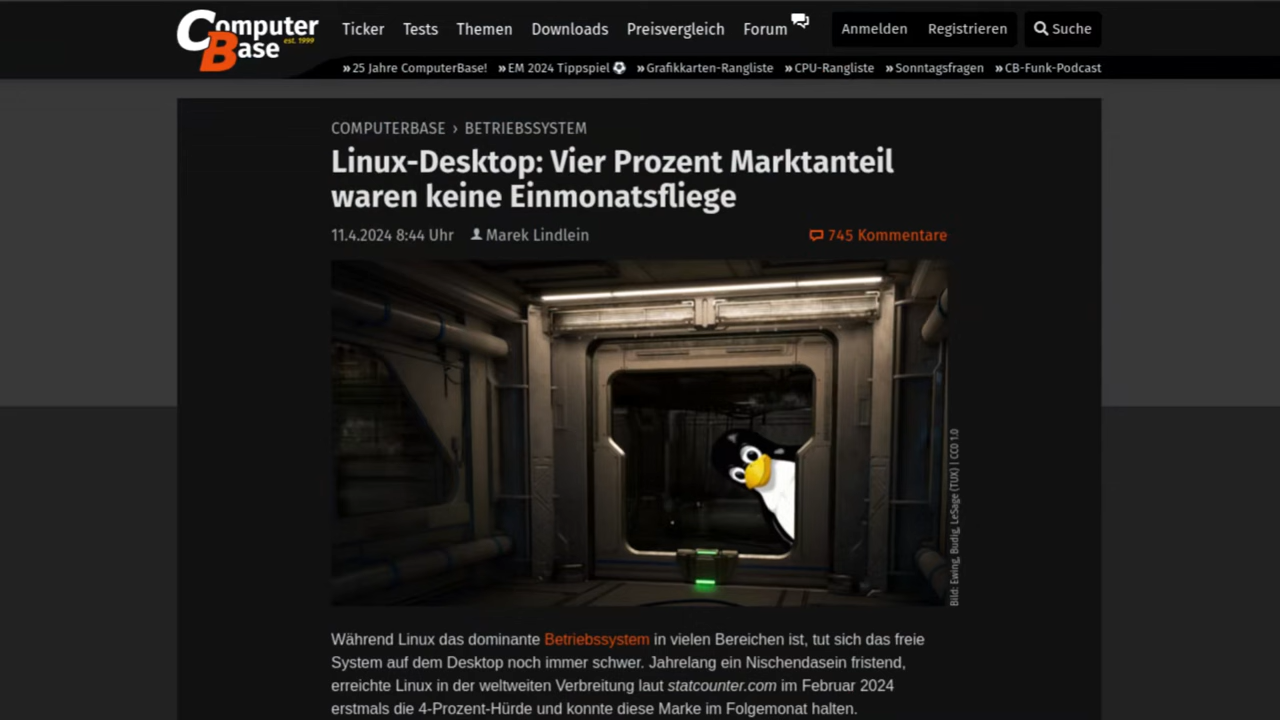 Computer Base est. 1999
Ticker Tests Themen Downloads Preisvergleich Forum Anmelden Registrieren Suche
»25 Jahre ComputerBase! »EM 2024 Tippspiel ⚽ »Grafikkarten-Rangliste »CPU-Rangliste »Sonntagsfragen »CB-Funk-Podcast
COMPUTERBASE › BETRIEBSSYSTEM
Linux-Desktop: Vier Prozent Marktanteil
waren keine Einmonatsfliege
11.4.2024 8:44 Uhr Marek Lindlein 745 Kommentare
Bild: Ewing, Budig, LeSage (TUX) | CC0 1.0
Während Linux das dominante Betriebssystem in vielen Bereichen ist, tut sich das freie
System auf dem Desktop noch immer schwer. Jahrelang ein Nischendasein fristend,
erreichte Linux in der weltweiten Verbreitung laut statcounter.com im Februar 2024
erstmals die 4-Prozent-Hürde und konnte diese Marke im Folgemonat halten.